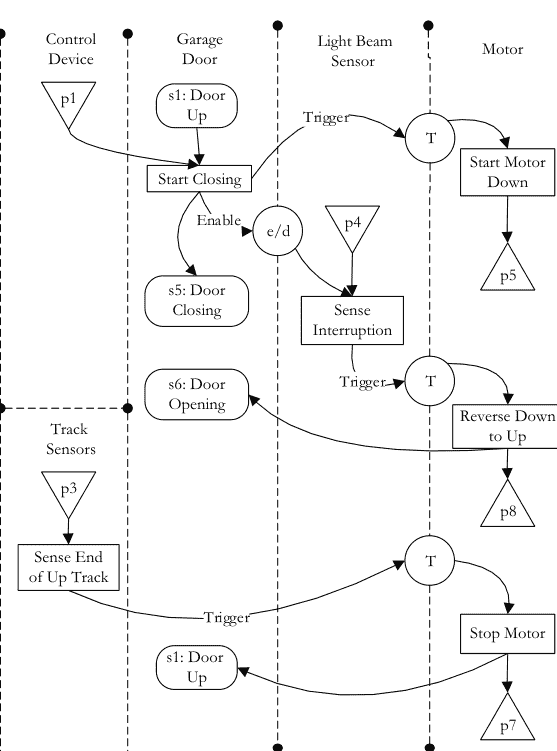 Control
Device
Garage
Door
Light Beam
Sensor
Motor
p1
s1: Door
Up
Trigger
T
Start Closing
Start Motor
Down
Enable
e/d
p4
p5
s5: Door
Closing
Sense
Interruption
s6: Door
Opening
Trigger
T
Reverse Down
to Up
Track
Sensors
p3
p8
Sense End
of Up Track
T
Trigger
Stop Motor
s1: Door
Up
p7